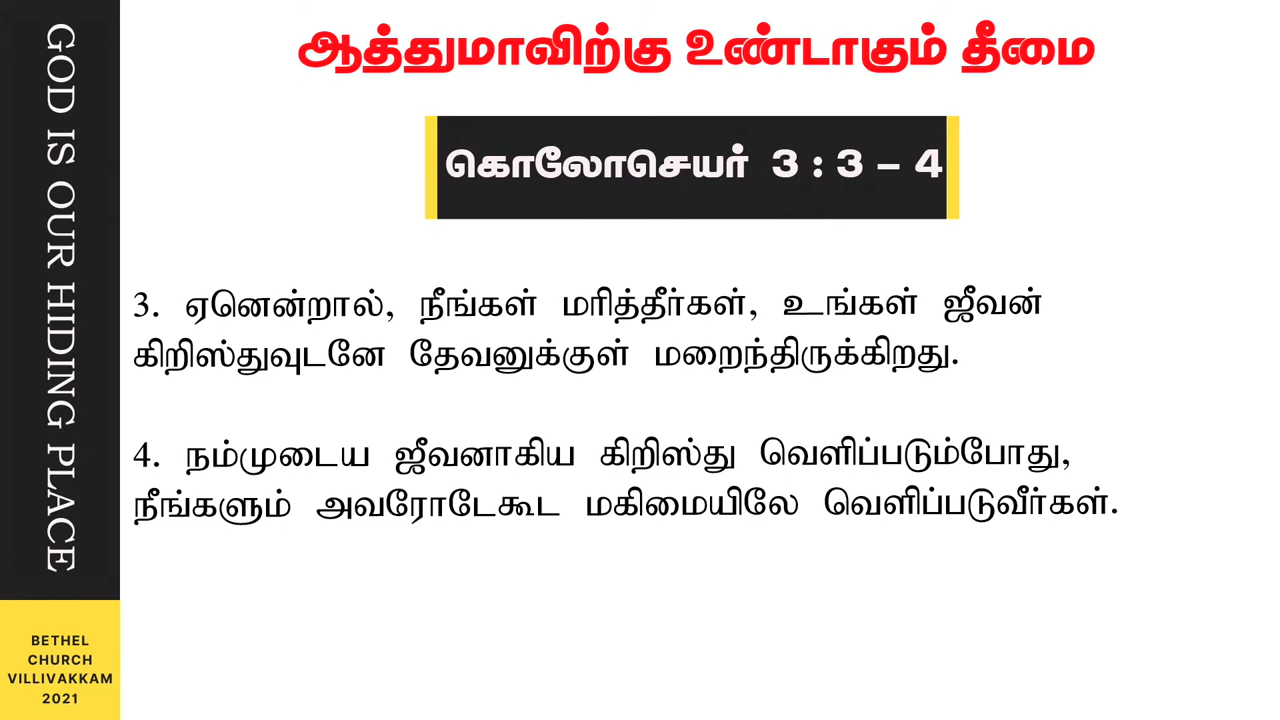 ஆத்துமாவிற்கு உண்டாகும் தீமை
கொலோசெயர் 3 : 3 – 4
3. ஏனென்றால், நீங்கள் மரித்தீர்கள், உங்கள் ஜீவன்
கிறிஸ்துவுடனே தேவனுக்குள் மறைந்திருக்கிறது.
4. நம்முடைய ஜீவனாகிய கிறிஸ்து வெளிப்படும்போது,
நீங்களும் அவரோடேகூட மகிமையிலே வெளிப்படுவீர்கள்.
GOD IS OUR HIDING PLACE
BETHEL
CHURCH
VILLIVAKKAM
2021